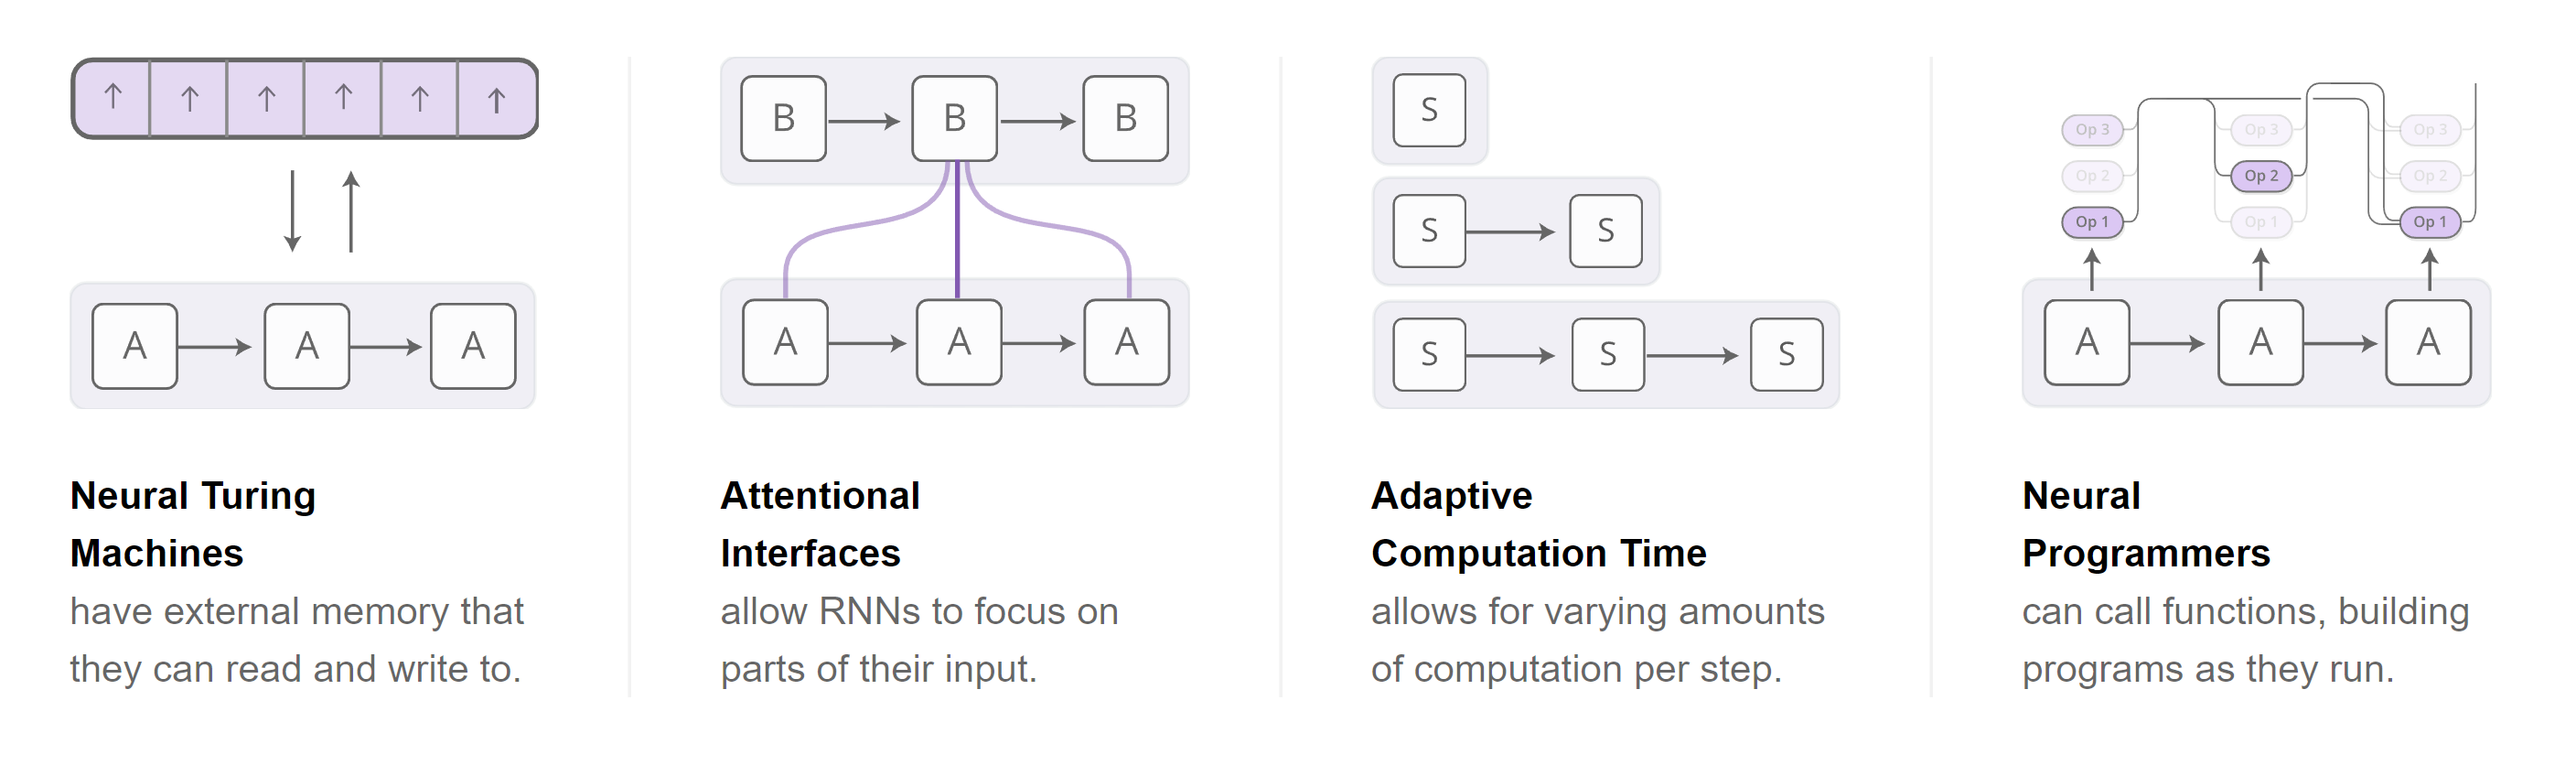 B
B
B
A
A
A
A
A
A
S
S
S
S
S
S
Op 3
Op 3
Op 3
Op 2
Op 2
Op 2
Op 1
Op 1
Op 1
A
A
A
Neural Turing
Machines
have external memory that
they can read and write to.
Attentional
Interfaces
allow RNNs to focus on
parts of their input.
Adaptive
Computation Time
allows for varying amounts
of computation per step.
Neural
Programmers
can call functions, building
programs as they run.